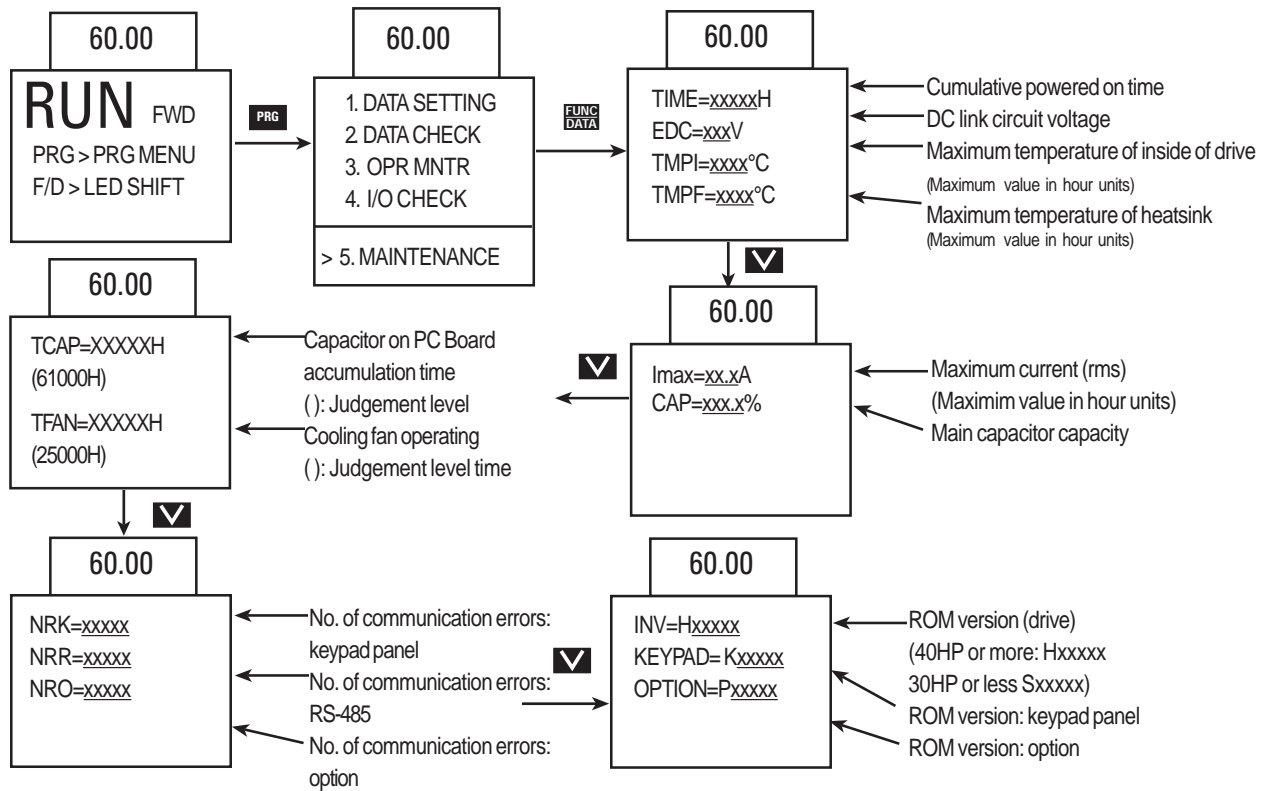 60.00
RUN FWD
PRG > PRG MENU
F/D > LED SHIFT
PRG
60.00
1. DATA SETTING
2. DATA CHECK
3. OPR MNTR
4. I/O CHECK
> 5. MAINTENANCE
FUNC
DATA
60.00
TIME=xxxxxH
EDC=xxxV
TMPI=xxxx°C
TMPF=xxxx°C
Cumulative powered on time
DC link circuit voltage
Maximum temperature of inside of drive
(Maximum value in hour units)
Maximum temperature of heatsink
(Maximum value in hour units)
60.00
Imax=xx.xA
CAP=xxx.x%
Maximum current (rms)
(Maximim value in hour units)
Main capacitor capacity
60.00
TCAP=XXXXXH
(61000H)
TFAN=XXXXXH
(25000H)
Capacitor on PC Board
accumulation time
( ): Judgement level
Cooling fan operating
( ): Judgement level time
60.00
NRK=xxxxx
NRR=xxxxx
NRO=xxxxx
No. of communication errors:
keypad panel
No. of communication errors:
RS-485
No. of communication errors:
option
60.00
INV=Hxxxxx
KEYPAD= Kxxxxx
OPTION=Pxxxxx
ROM version (drive)
(40HP or more: Hxxxxx
30HP or less Sxxxxx)
ROM version: keypad panel
ROM version: option